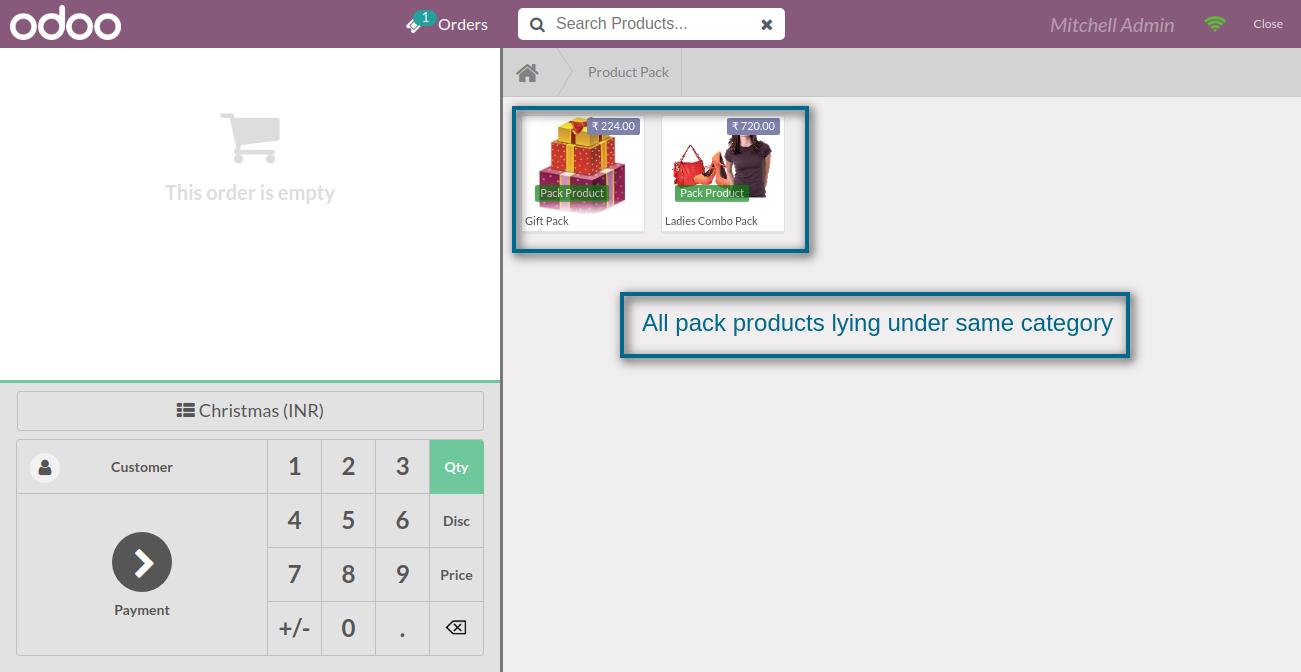 odoo
1
Orders
Search Products...
Mitchell Admin
Close
Product Pack
This order is empty
₹ 224.00
Pack Product
Gift Pack
₹ 720.00
Pack Product
Ladies Combo Pack
All pack products lying under same category
Christmas (INR)
Customer
1 2 3 Qty
4 5 6 Disc
7 8 9 Price
Payment
+/- 0 .